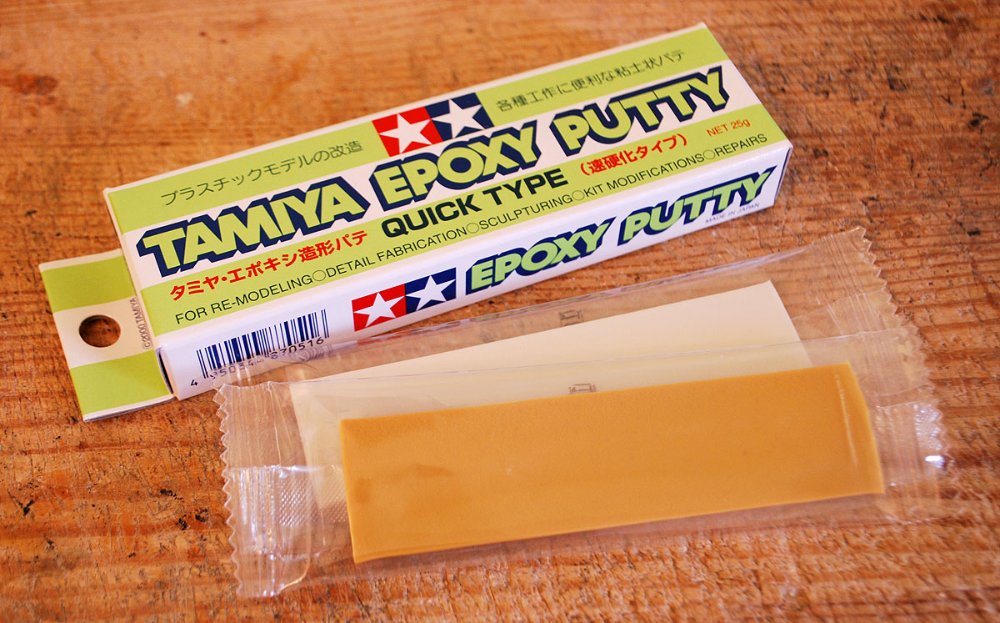 プラスチックモデルの改造
各種工作に便利な粘土状パテ
TAMIYA EPOXY PUTTY
タミヤ・エポキシ造形パテ
QUICK TYPE
(速硬化タイプ)
NET 25g
FOR RE-MODELING○DETAIL FABRICATION○SCULPTURING○KIT MODIFICATIONS○REPAIRS
EPOXY PUTTY
MADE IN JAPAN
© 2000 TAMIYA
4 950344 870516